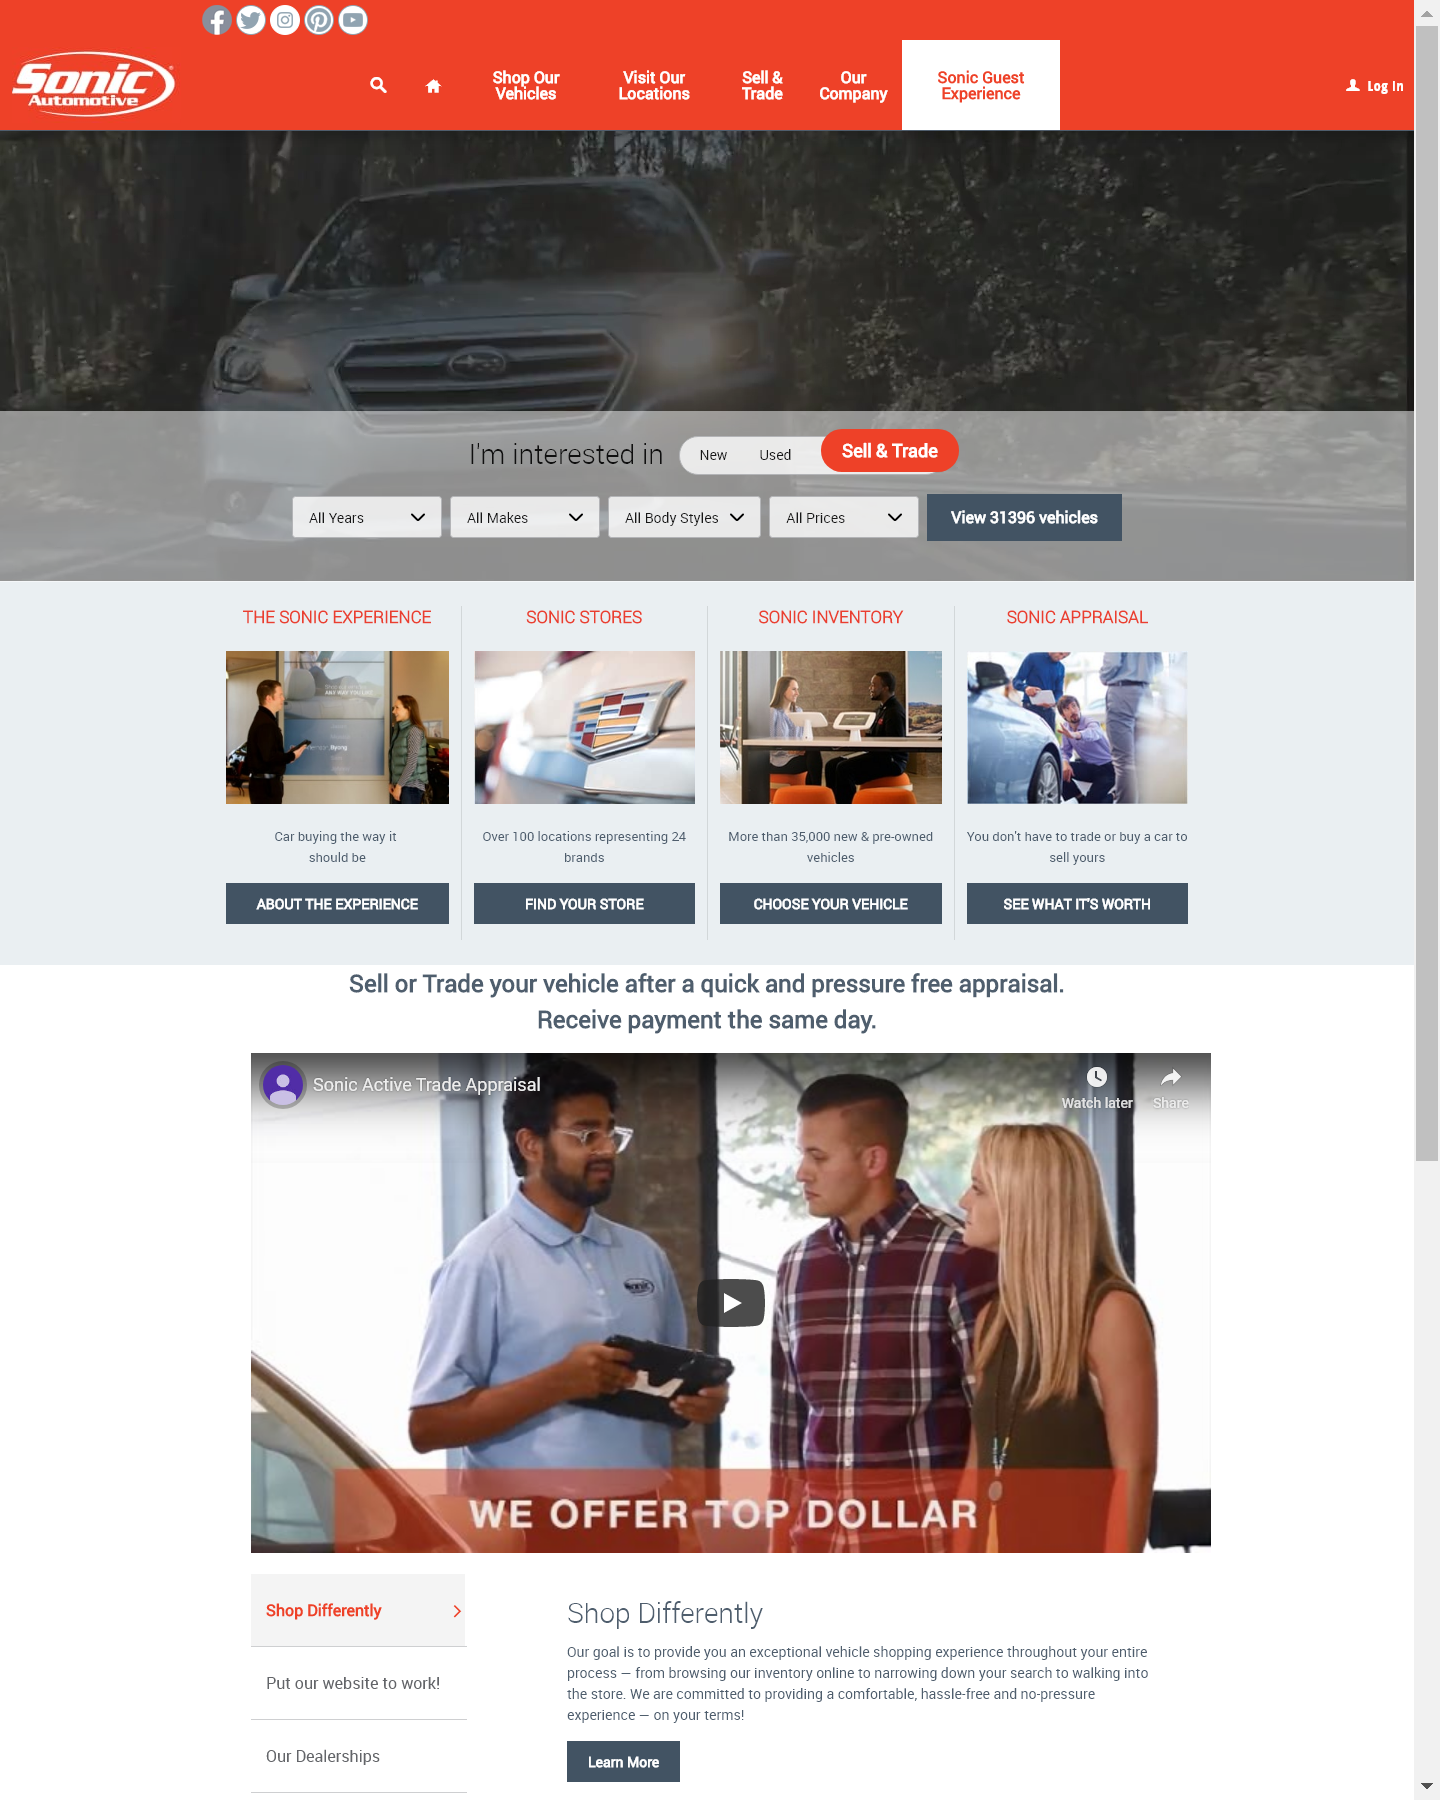 Sonic
Automotive
Shop Our
Vehicles
Visit Our
Locations
Sell &
Trade
Our
Company
Sonic Guest
Experience
Log In
I'm interested in
New
Used
Sell & Trade
All Years
All Makes
All Body Styles
All Prices
View 31396 vehicles
THE SONIC EXPERIENCE
SONIC STORES
SONIC INVENTORY
SONIC APPRAISAL
Car buying the way it
should be
Over 100 locations representing 24
brands
More than 35,000 new & pre-owned
vehicles
You don't have to trade or buy a car to
sell yours
ABOUT THE EXPERIENCE
FIND YOUR STORE
CHOOSE YOUR VEHICLE
SEE WHAT IT'S WORTH
Sell or Trade your vehicle after a quick and pressure free appraisal.
Receive payment the same day.
Sonic Active Trade Appraisal
Watch later
Share
WE OFFER TOP DOLLAR
Shop Differently
Put our website to work!
Our Dealerships
Shop Differently
Our goal is to provide you an exceptional vehicle shopping experience throughout your entire
process — from browsing our inventory online to narrowing down your search to walking into
the store. We are committed to providing a comfortable, hassle-free and no-pressure
experience — on your terms!
Learn More